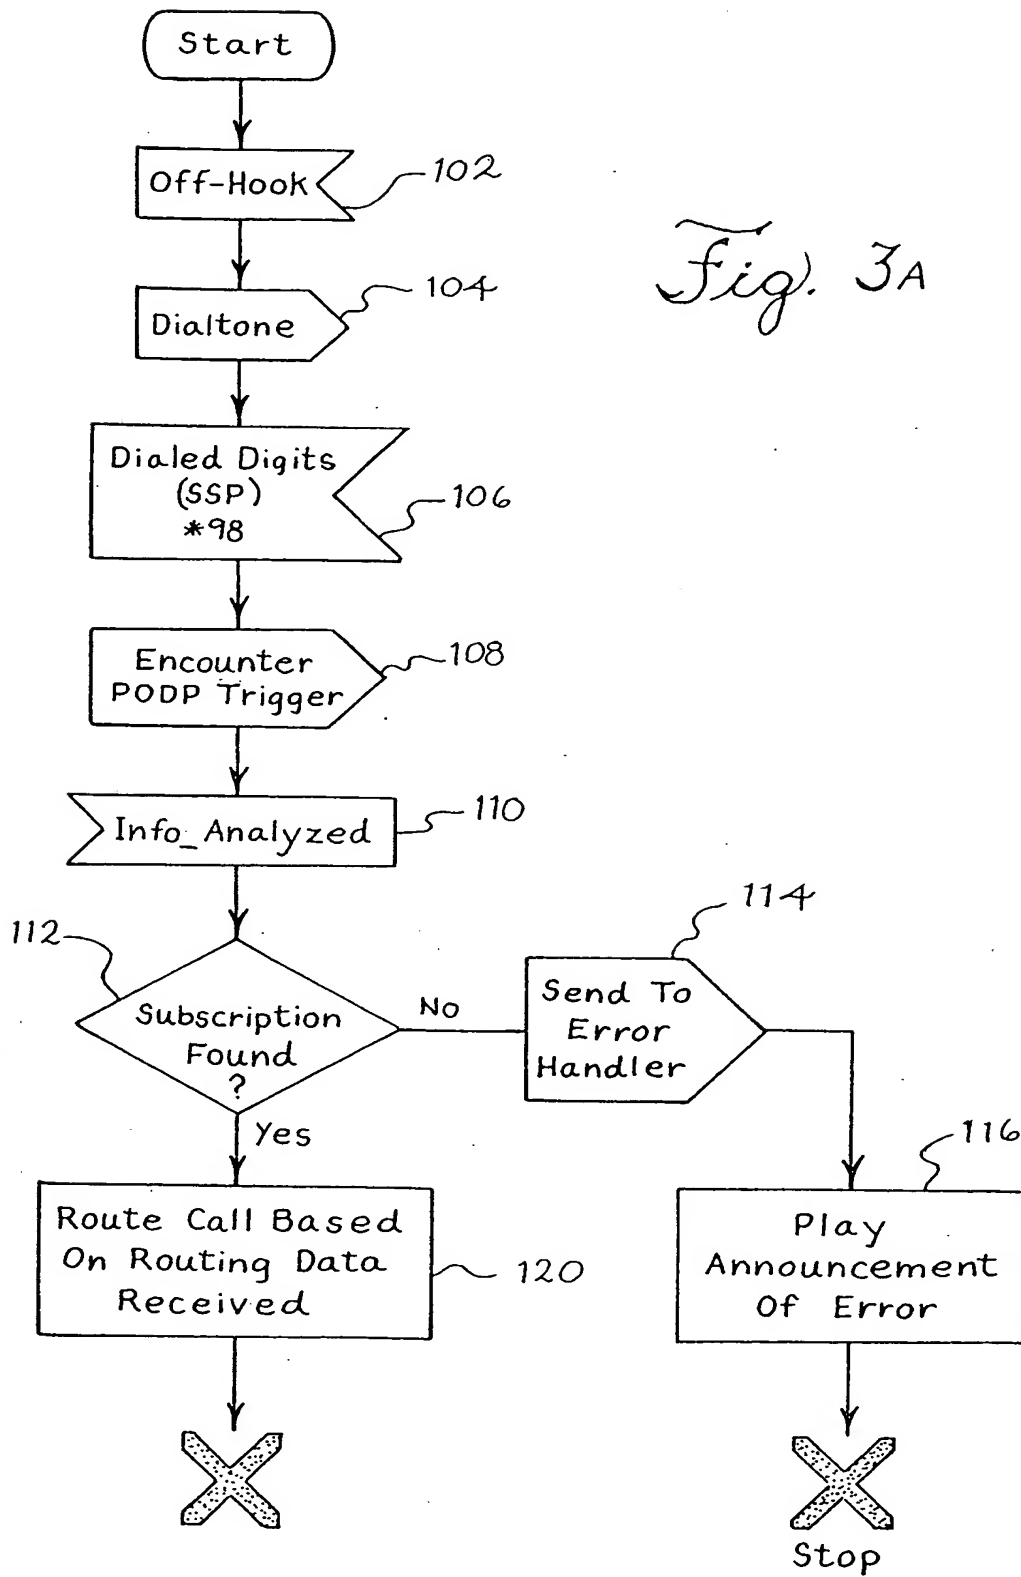 Start
Off-Hook
102
Fig. 3A
Dialtone
104
Dialed Digits
(SSP)
*98
106
Encounter
PODP Trigger
108
Info_Analyzed
110
112
Subscription
Found
?
No
Yes
114
Send To
Error
Handler
116
Route Call Based
On Routing Data
Received
120
Play
Announcement
Of Error
Stop